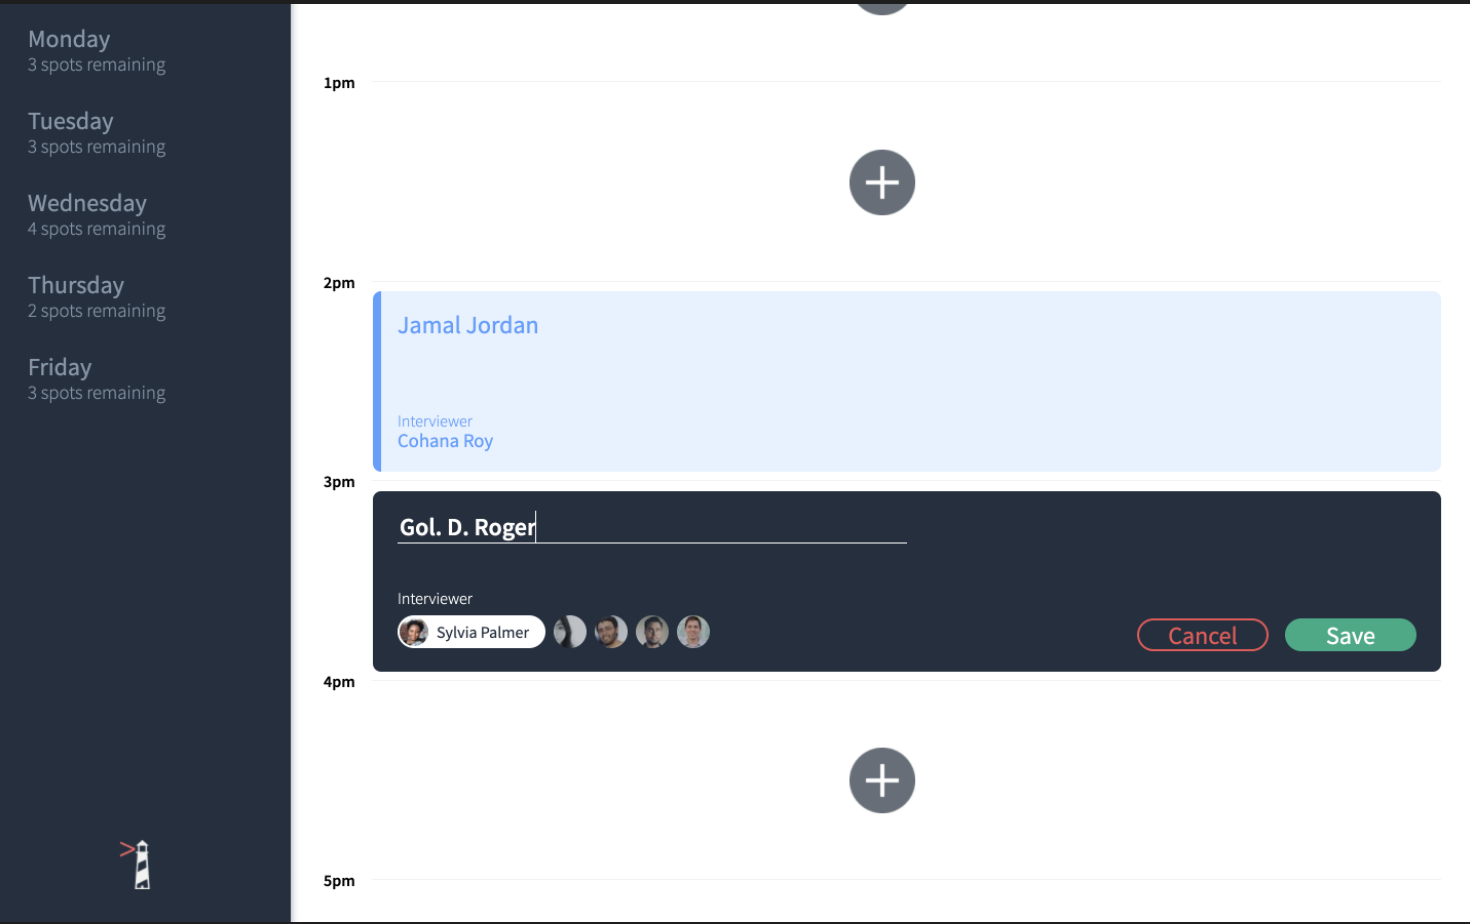 Monday
3 spots remaining
Tuesday
3 spots remaining
Wednesday
4 spots remaining
Thursday
2 spots remaining
Friday
3 spots remaining
1pm
2pm
Jamal Jordan
Interviewer
Cohana Roy
3pm
Gol. D. Roger
Interviewer
Sylvia Palmer
Cancel
Save
4pm
5pm